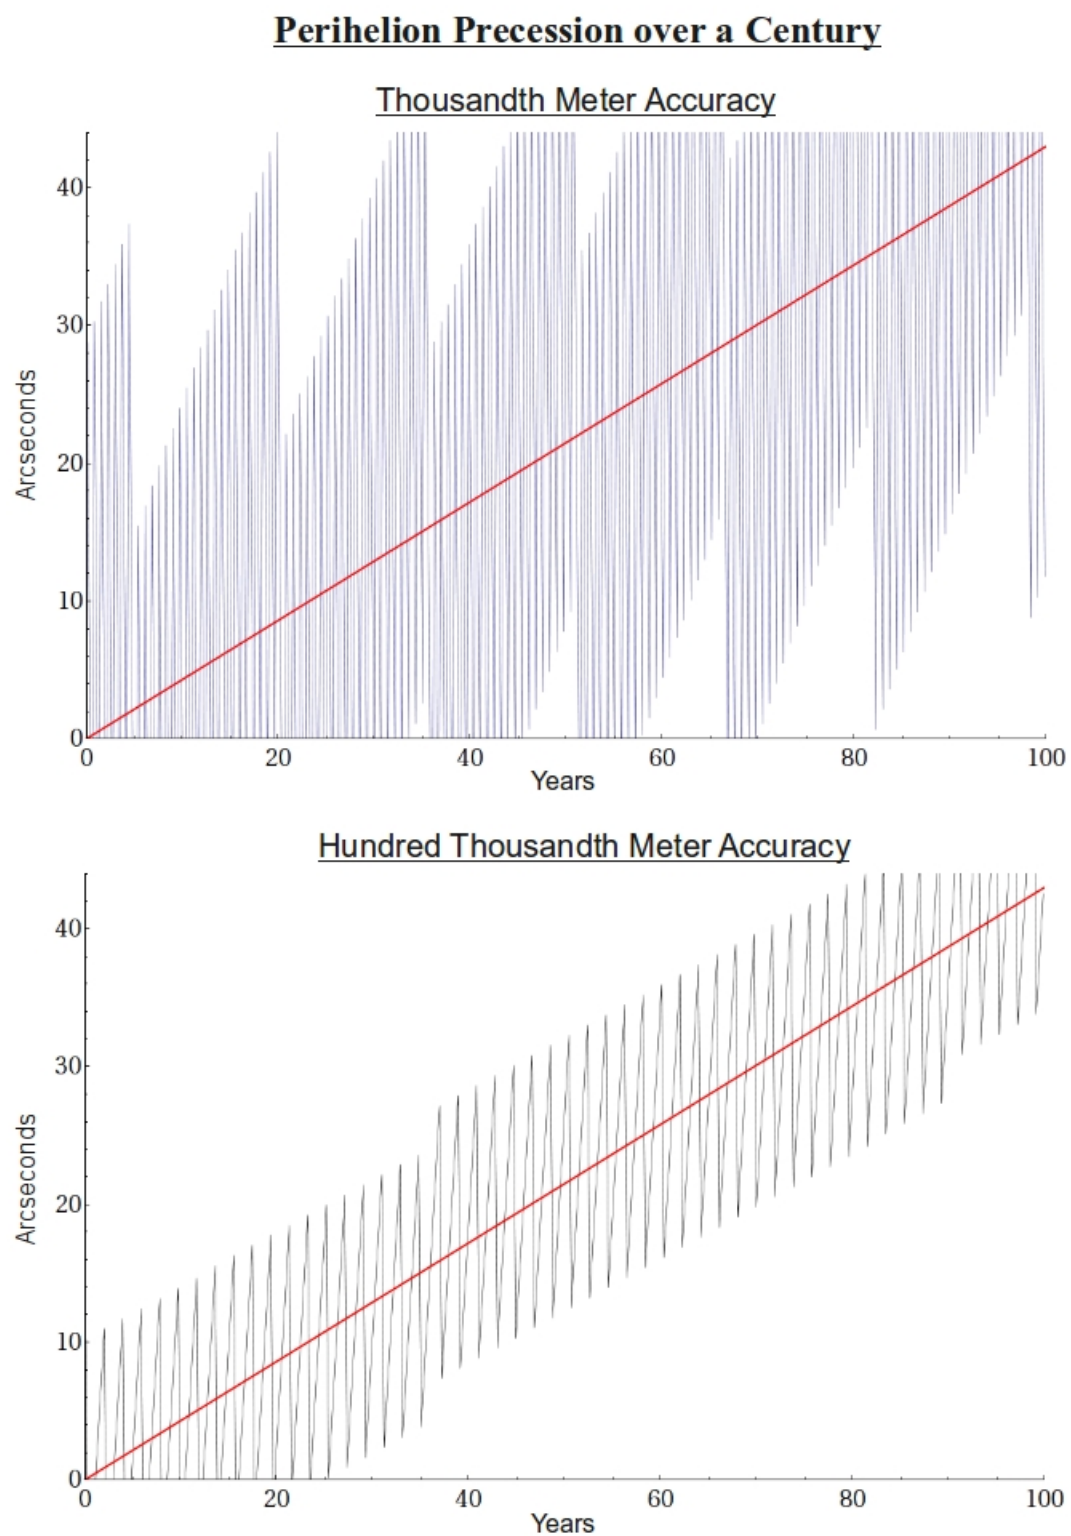 Perihelion Precession over a Century
Thousandth Meter Accuracy
40
30
20
10
0
0 20 40 60 80 100
Arcseconds
Years
Hundred Thousandth Meter Accuracy
40
30
20
10
0
0 20 40 60 80 100
Arcseconds
Years